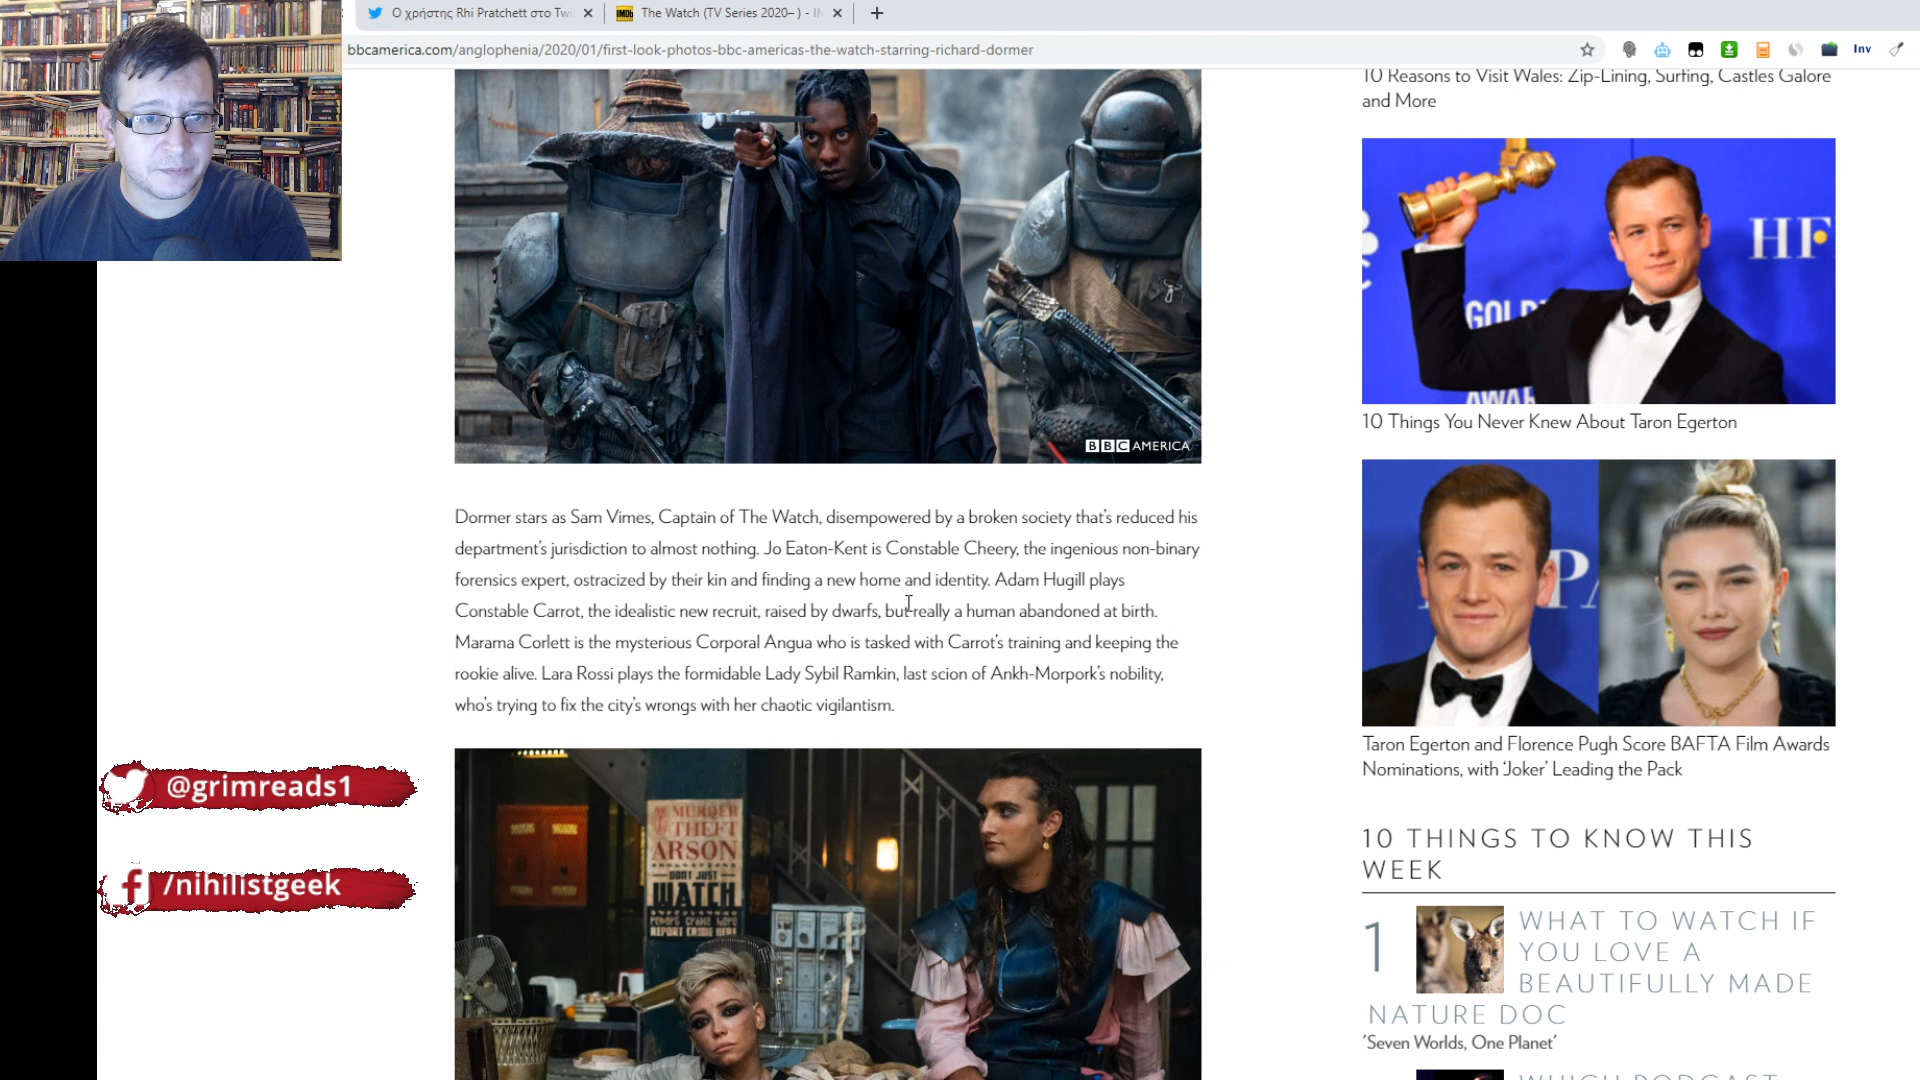 Ο χρήστης Rhi Pratchett στο Twi
The Watch (TV Series 2020– ) - IM
bbcamerica.com/anglophenia/2020/01/first-look-photos-bbc-americas-the-watch-starring-richard-dormer
Inv
BBC AMERICA
Dormer stars as Sam Vimes, Captain of The Watch, disempowered by a broken society that's reduced his
department's jurisdiction to almost nothing. Jo Eaton-Kent is Constable Cheery, the ingenious non-binary
forensics expert, ostracized by their kin and finding a new home and identity. Adam Hugill plays
Constable Carrot, the idealistic new recruit, raised by dwarfs, but really a human abandoned at birth.
Marama Corlett is the mysterious Corporal Angua who is tasked with Carrot's training and keeping the
rookie alive. Lara Rossi plays the formidable Lady Sybil Ramkin, last scion of Ankh-Morpork's nobility,
who's trying to fix the city's wrongs with her chaotic vigilantism.
MURDER
THEFT
ARSON
DON'T JUST
WATCH
REPORT CRIME HERE
@grimreads1
/nihilistgeek
10 Reasons to Visit Wales: Zip-Lining, Surfing, Castles Galore
and More
HF
GOLD
AWAR
10 Things You Never Knew About Taron Egerton
Taron Egerton and Florence Pugh Score BAFTA Film Awards
Nominations, with 'Joker' Leading the Pack
10 THINGS TO KNOW THIS
WEEK
1
WHAT TO WATCH IF
YOU LOVE A
BEAUTIFULLY MADE
NATURE DOC
'Seven Worlds, One Planet'
WHICH PODCAST